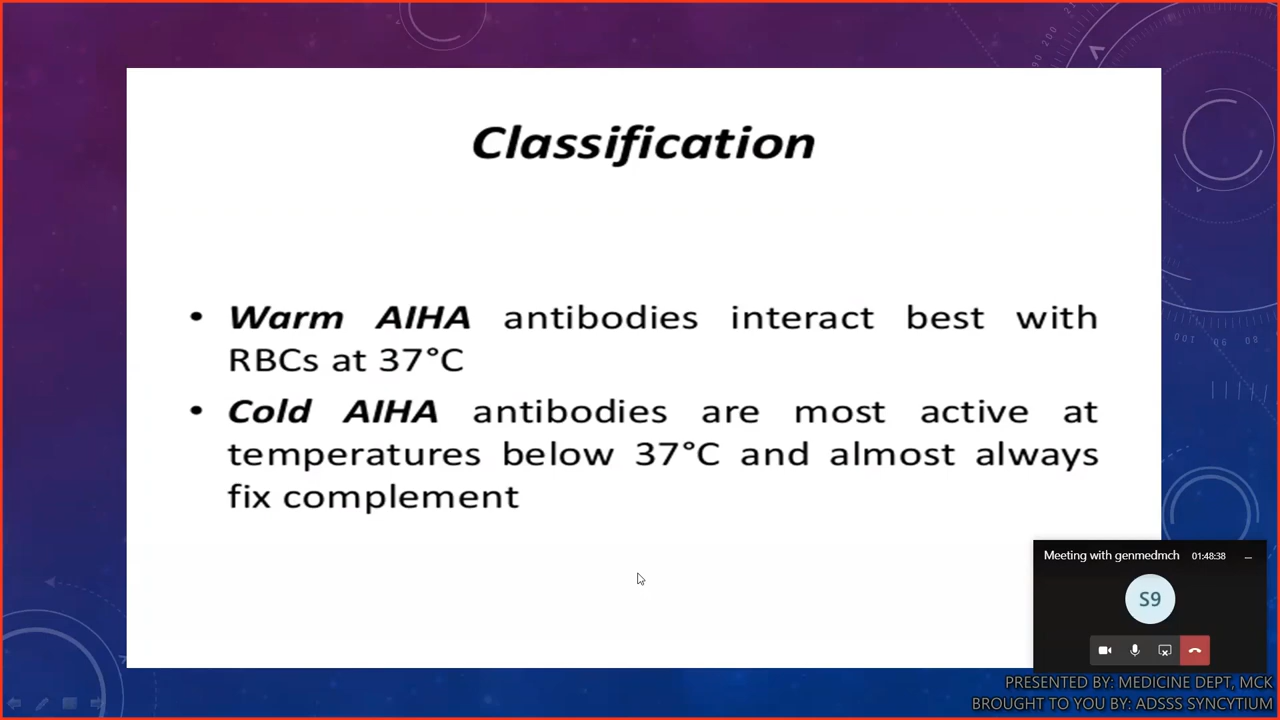 Classification
• Warm AIHA antibodies interact best with
RBCs at 37°C
• Cold AIHA antibodies are most active at
temperatures below 37°C and almost always
fix complement
Meeting with genmedmch 01:48:38
S9
PRESENTED BY: MEDICINE DEPT, MCK
BROUGHT TO YOU BY: ADSSS SYNCYTIUM